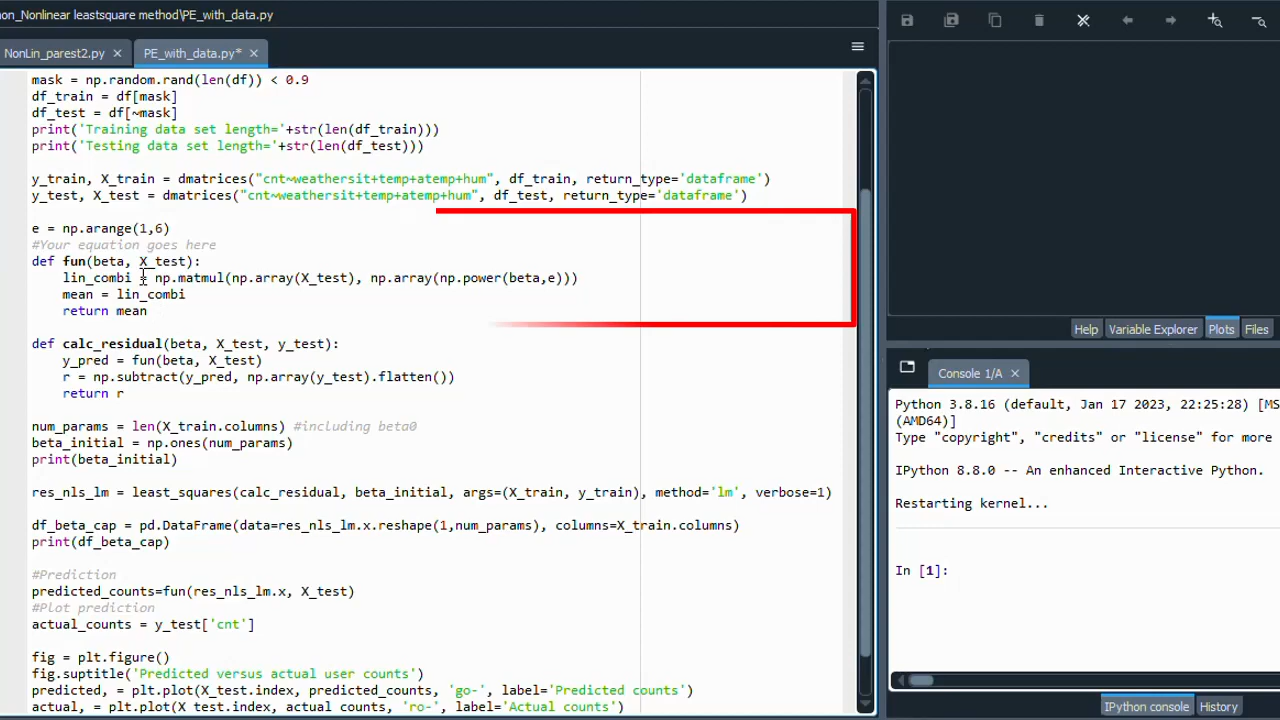 on_Nonlinear leastsquare method\PE_with_data.py
NonLin_parest2.py
PE_with_data.py*
mask = np.random.rand(len(df)) < 0.9
df_train = df[mask]
df_test = df[~mask]
print('Training data set length='+str(len(df_train)))
print('Testing data set length='+str(len(df_test)))
y_train, X_train = dmatrices("cnt~weathersit+temp+atemp+hum", df_train, return_type='dataframe')
y_test, X_test = dmatrices("cnt~weathersit+temp+atemp+hum", df_test, return_type='dataframe')
e = np.arange(1,6)
#Your equation goes here
def fun(beta, X_test):
    lin_combi = np.matmul(np.array(X_test), np.array(np.power(beta,e)))
    mean = lin_combi
    return mean
def calc_residual(beta, X_test, y_test):
    y_pred = fun(beta, X_test)
    r = np.subtract(y_pred, np.array(y_test).flatten())
    return r
num_params = len(X_train.columns) #including beta0
beta_initial = np.ones(num_params)
print(beta_initial)
res_nls_lm = least_squares(calc_residual, beta_initial, args=(X_train, y_train), method='lm', verbose=1)
df_beta_cap = pd.DataFrame(data=res_nls_lm.x.reshape(1,num_params), columns=X_train.columns)
print(df_beta_cap)
#Prediction
predicted_counts=fun(res_nls_lm.x, X_test)
#Plot prediction
actual_counts = y_test['cnt']
fig = plt.figure()
fig.suptitle('Predicted versus actual user counts')
predicted, = plt.plot(X_test.index, predicted_counts, 'go-', label='Predicted counts')
actual, = plt.plot(X_test.index, actual_counts, 'ro-', label='Actual counts')
Help
Variable Explorer
Plots
Files
Console 1/A
Python 3.8.16 (default, Jan 17 2023, 22:25:28) [MS
(AMD64)]
Type "copyright", "credits" or "license" for more
IPython 8.8.0 -- An enhanced Interactive Python.
Restarting kernel...
In [1]:
IPython console
History